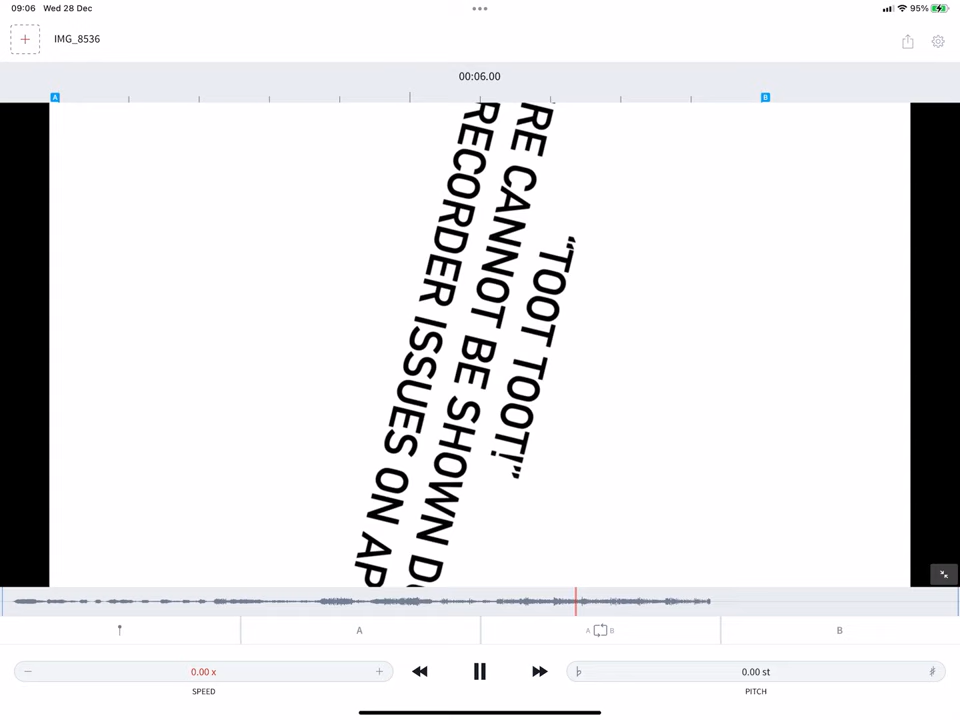 09:06 Wed 28 Dec
95%
IMG_8536
00:06.00
A
B
"TOOT TOOT!"
RE CANNOT BE SHOWN D
RECORDER ISSUES ON AP
A
A B
B
0.00 x
0.00 st
SPEED
PITCH